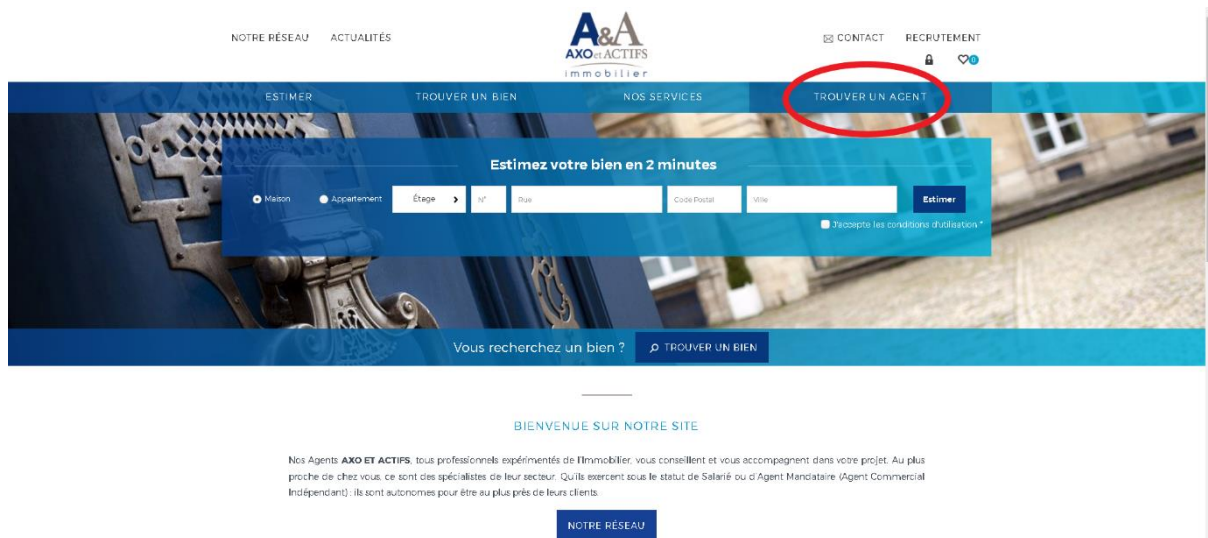 NOTRE RÉSEAU ACTUALITÉS
A&A
AXO et ACTIFS
immobilier
CONTACT RECRUTEMENT
0
ESTIMER TROUVER UN BIEN NOS SERVICES TROUVER UN AGENT
Estimez votre bien en 2 minutes
Maison Appartement Étage N° Rue Code Postal Ville Estimer
J'accepte les conditions d'utilisation *
Vous recherchez un bien ? TROUVER UN BIEN
BIENVENUE SUR NOTRE SITE
Nos Agents AXO ET ACTIFS, tous professionnels expérimentés de l'Immobilier, vous conseillent et vous accompagnent dans votre projet. Au plus
proche de chez vous, ce sont des spécialistes de leur secteur. Qu'ils exercent sous le statut de Salarié ou d'Agent Mandataire (Agent Commercial
Indépendant) ; ils sont autonomes pour être au plus près de leurs clients.
NOTRE RÉSEAU